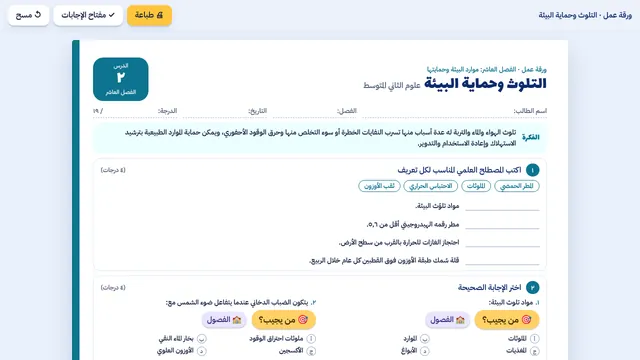 ورقة عمل · التلوث وحماية البيئة
🖨 طباعة
✓ مفتاح الإجابات
↺ مسح
ورقة عمل · الفصل العاشر: موارد البيئة وحمايتها
التلوث وحماية البيئة علوم الثاني المتوسط
الدرس
٢
الفصل العاشر
اسم الطالب: الفصل: التاريخ: الدرجة: / ١٩
الفكرة
تلوث الهواء والماء والتربة له عدة أسباب منها تسرب النفايات الخطرة أو سوء التخلص منها وحرق الوقود الأحفوري، ويمكن حماية الموارد الطبيعية بترشيد
الاستهلاك وإعادة الاستخدام والتدوير.
١ اكتب المصطلح العلمي المناسب لكل تعريف (٤ درجات)
المطر الحمضي الملوثات الاحتباس الحراري ثقب الأوزون
مواد تلوّث البيئة.
مطر رقمه الهيدروجيني أقل من ٥,٦.
احتجاز الغازات للحرارة بالقرب من سطح الأرض.
قلة سُمك طبقة الأوزون فوق القطبين كل عام خلال الربيع.
٢ اختر الإجابة الصحيحة (٤ درجات)
١. مواد تلوث البيئة:
🎯 من يجيب؟ 🏫 الفصول
أ الملوثات ب الموارد
ج المغذيات د الأنواع
٢. يتكون الضباب الدخاني عندما يتفاعل ضوء الشمس مع:
🎯 من يجيب؟ 🏫 الفصول
أ ملوثات احتراق الوقود ب بخار الماء النقي
ج الأكسجين د الأوزون العلوي